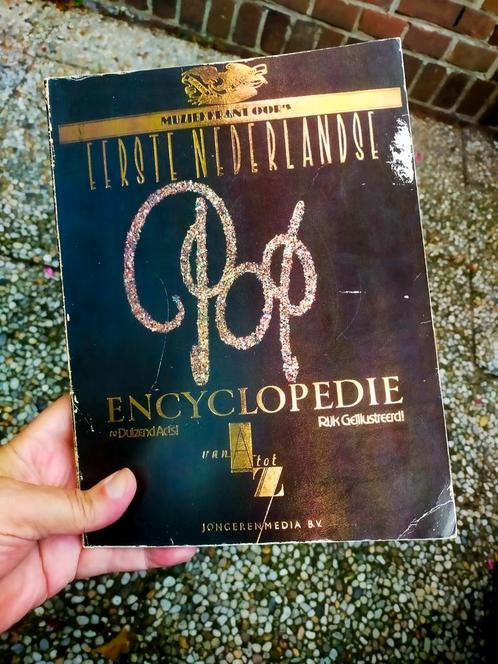 MUZIEKKRANT OOR'S
EERSTE NEDERLANDSE
POP
ENCYCLOPEDIE
Duizend Acts!
Rijk Geïllustreerd!
van A tot Z
JONGERENMEDIA B.V.